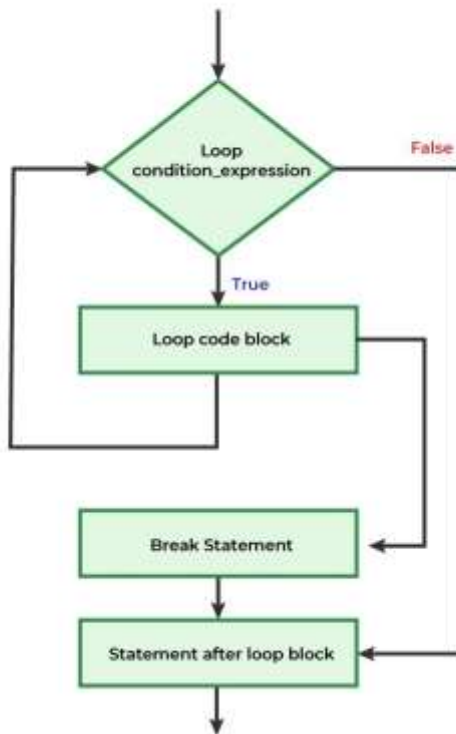 Loop
condition_expression
False
True
Loop code block
Break Statement
Statement after loop block